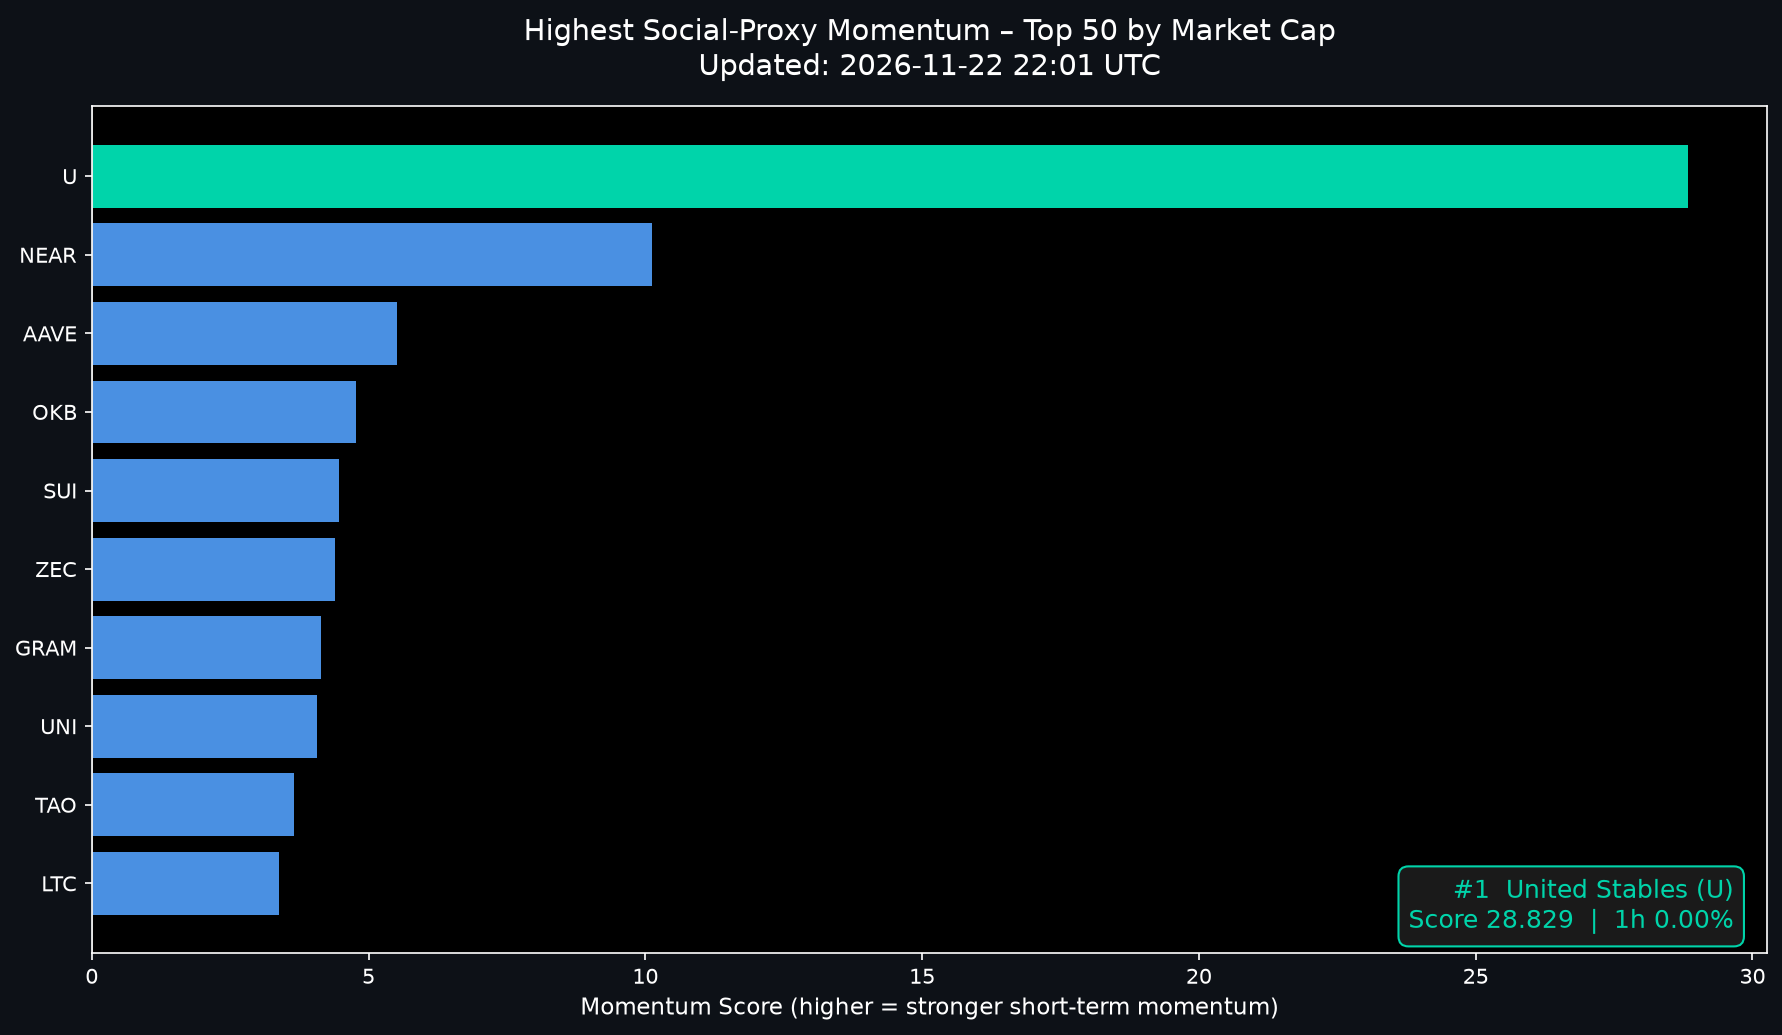 Highest Social-Proxy Momentum – Top 50 by Market Cap
Updated: 2026-11-22 22:01 UTC
U
NEAR
AAVE
OKB
SUI
ZEC
GRAM
UNI
TAO
LTC
#1  United Stables (U)
Score 28.829  |  1h 0.00%
0 5 10 15 20 25 30
Momentum Score (higher = stronger short-term momentum)